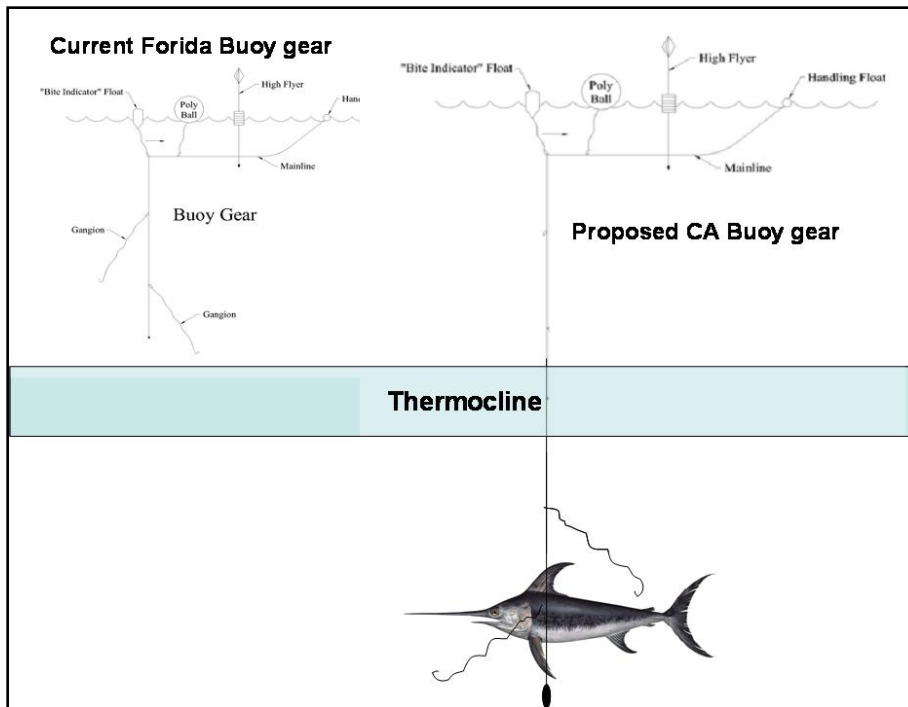 Current Forida Buoy gear
"Bite Indicator" Float
Poly
Ball
High Flyer
Han
Mainline
Buoy Gear
Gangion
Gangion
"Bite Indicator" Float
Poly
Ball
High Flyer
Handling Float
Mainline
Proposed CA Buoy gear
Thermocline